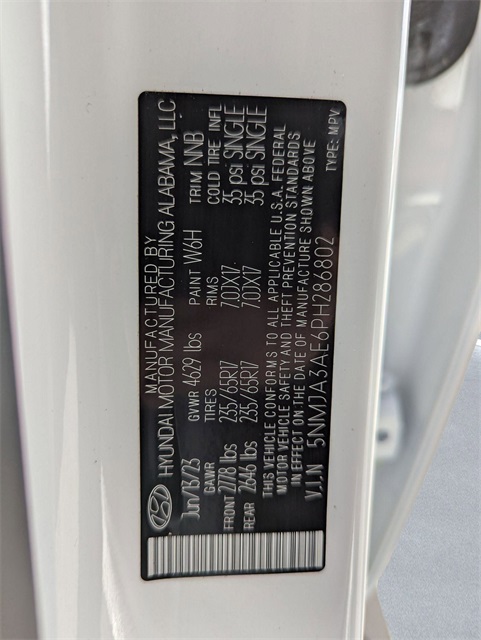 MANUFACTURED BY
HYUNDAI MOTOR MANUFACTURING ALABAMA, LLC
Jun/13/23 GVWR 4629 lbs PAINT W6H TRIM NNB
GAWR TIRES RIMS COLD TIRE INFL
FRONT 2778 lbs 235/65R17 7.0JX17 35 psi SINGLE
REAR 2646 lbs 235/65R17 7.0JX17 35 psi SINGLE
THIS VEHICLE CONFORMS TO ALL APPLICABLE U.S.A. FEDERAL
MOTOR VEHICLE SAFETY AND THEFT PREVENTION STANDARDS
IN EFFECT ON THE DATE OF MANUFACTURE SHOWN ABOVE
V.I.N 5NMJA3AE6PH286802 TYPE: MPV